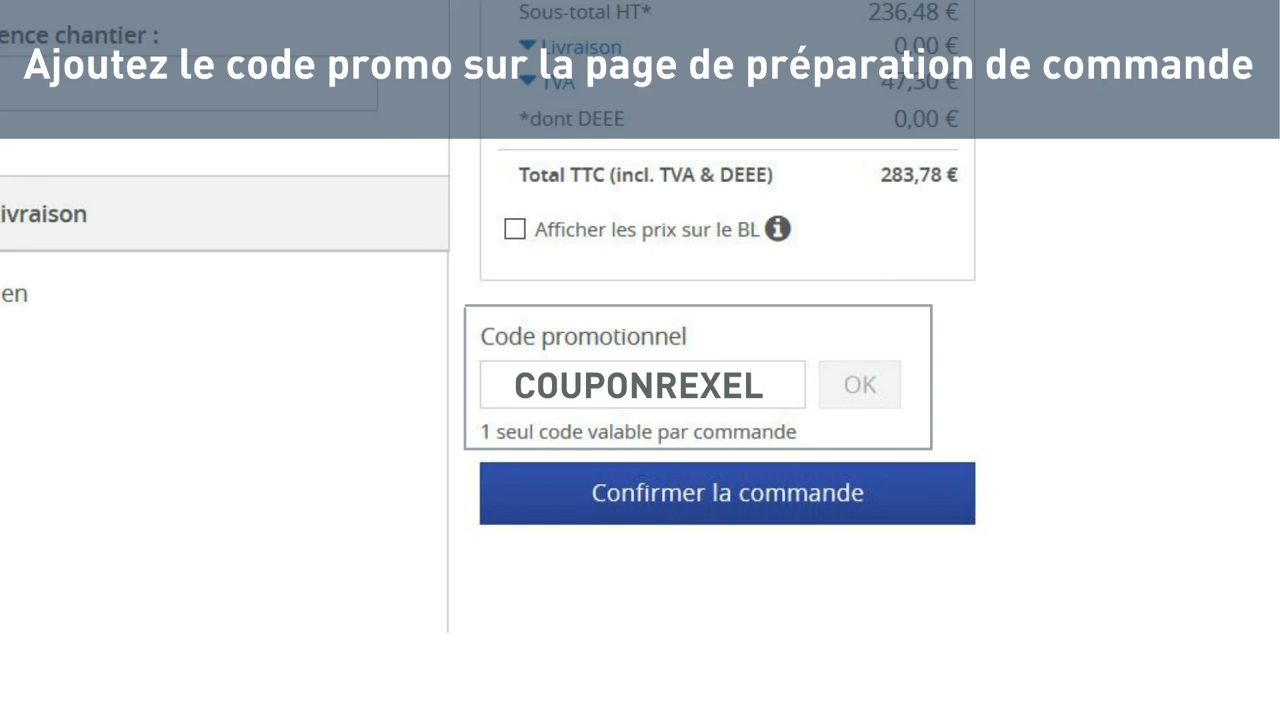 Sous-total HT* 236,48 €
ence chantier :
Livraison 0,00 €
Ajoutez le code promo sur la page de préparation de commande
TVA 47,30 €
*dont DEEE 0,00 €
Total TTC (incl. TVA & DEEE) 283,78 €
ivraison
Afficher les prix sur le BL
en
Code promotionnel
COUPONREXEL OK
1 seul code valable par commande
Confirmer la commande